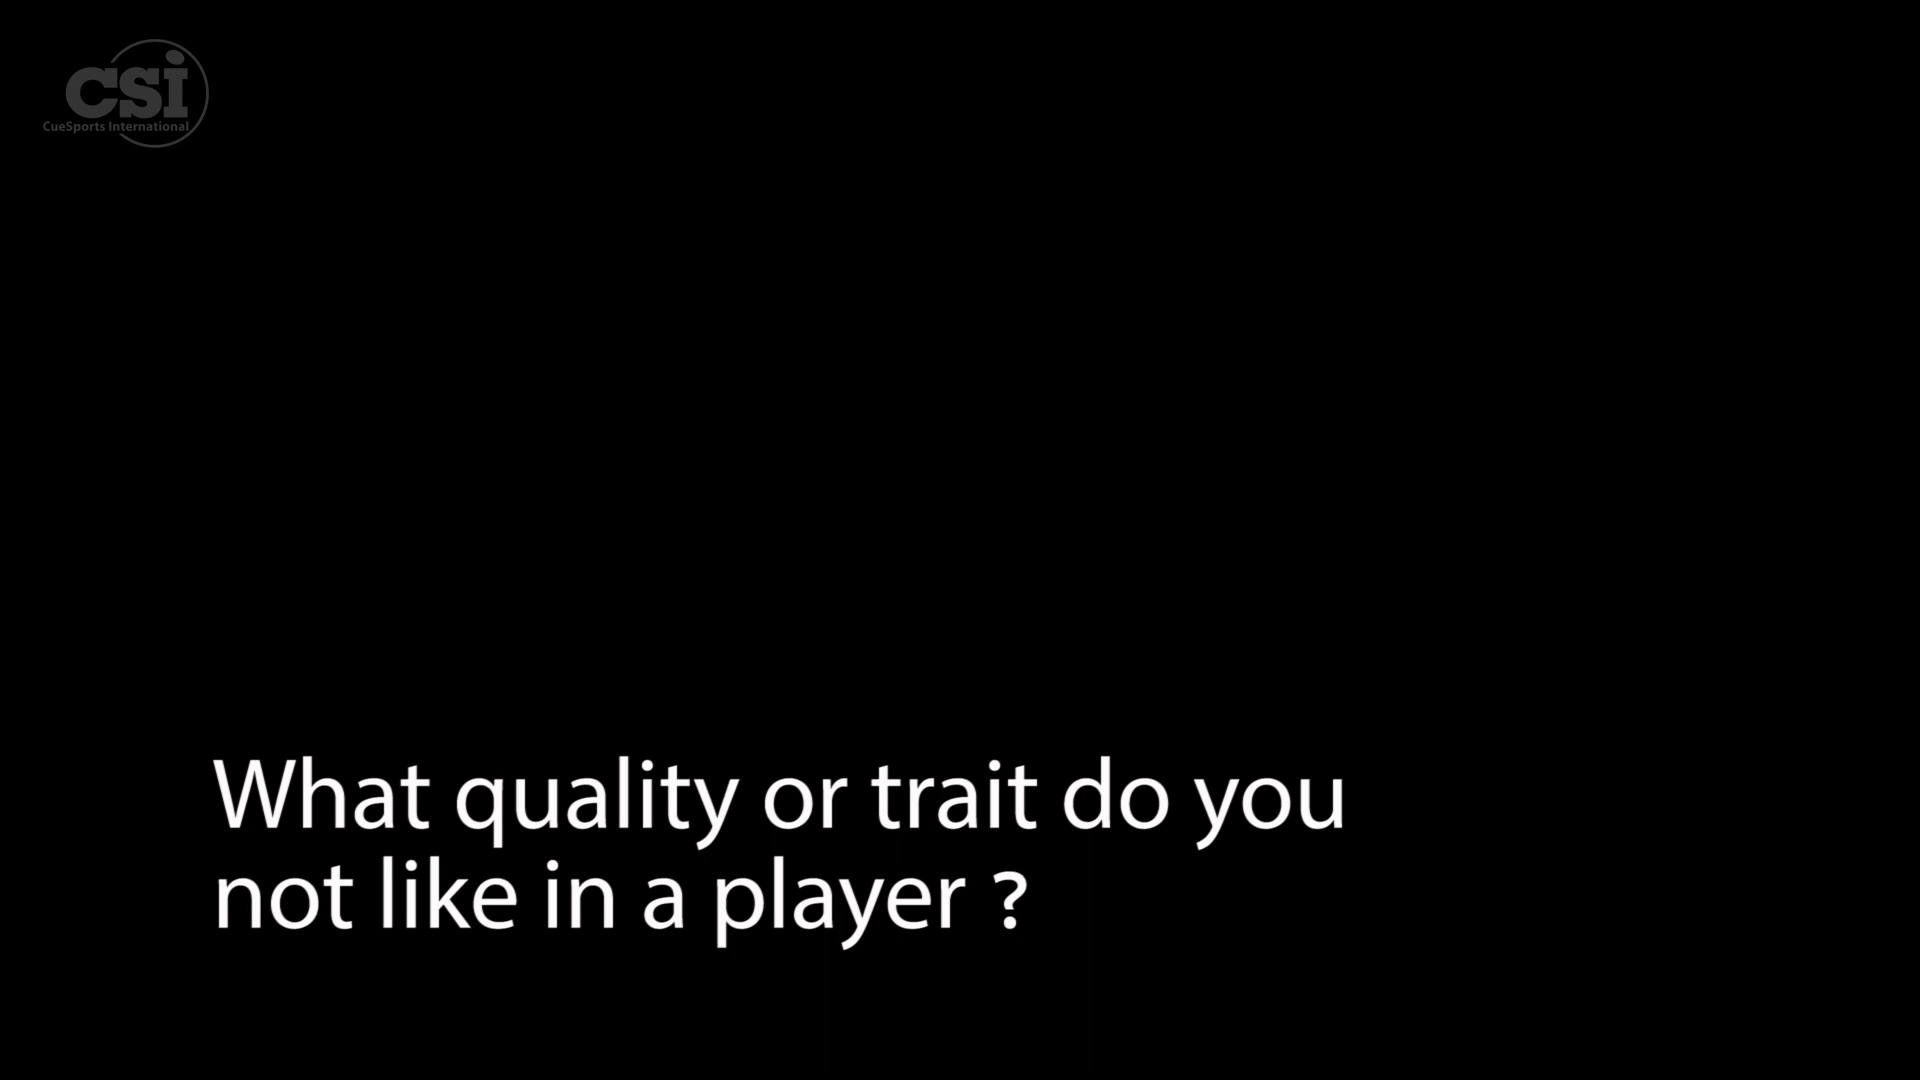 csi
CueSports International
What quality or trait do you
not like in a player ?